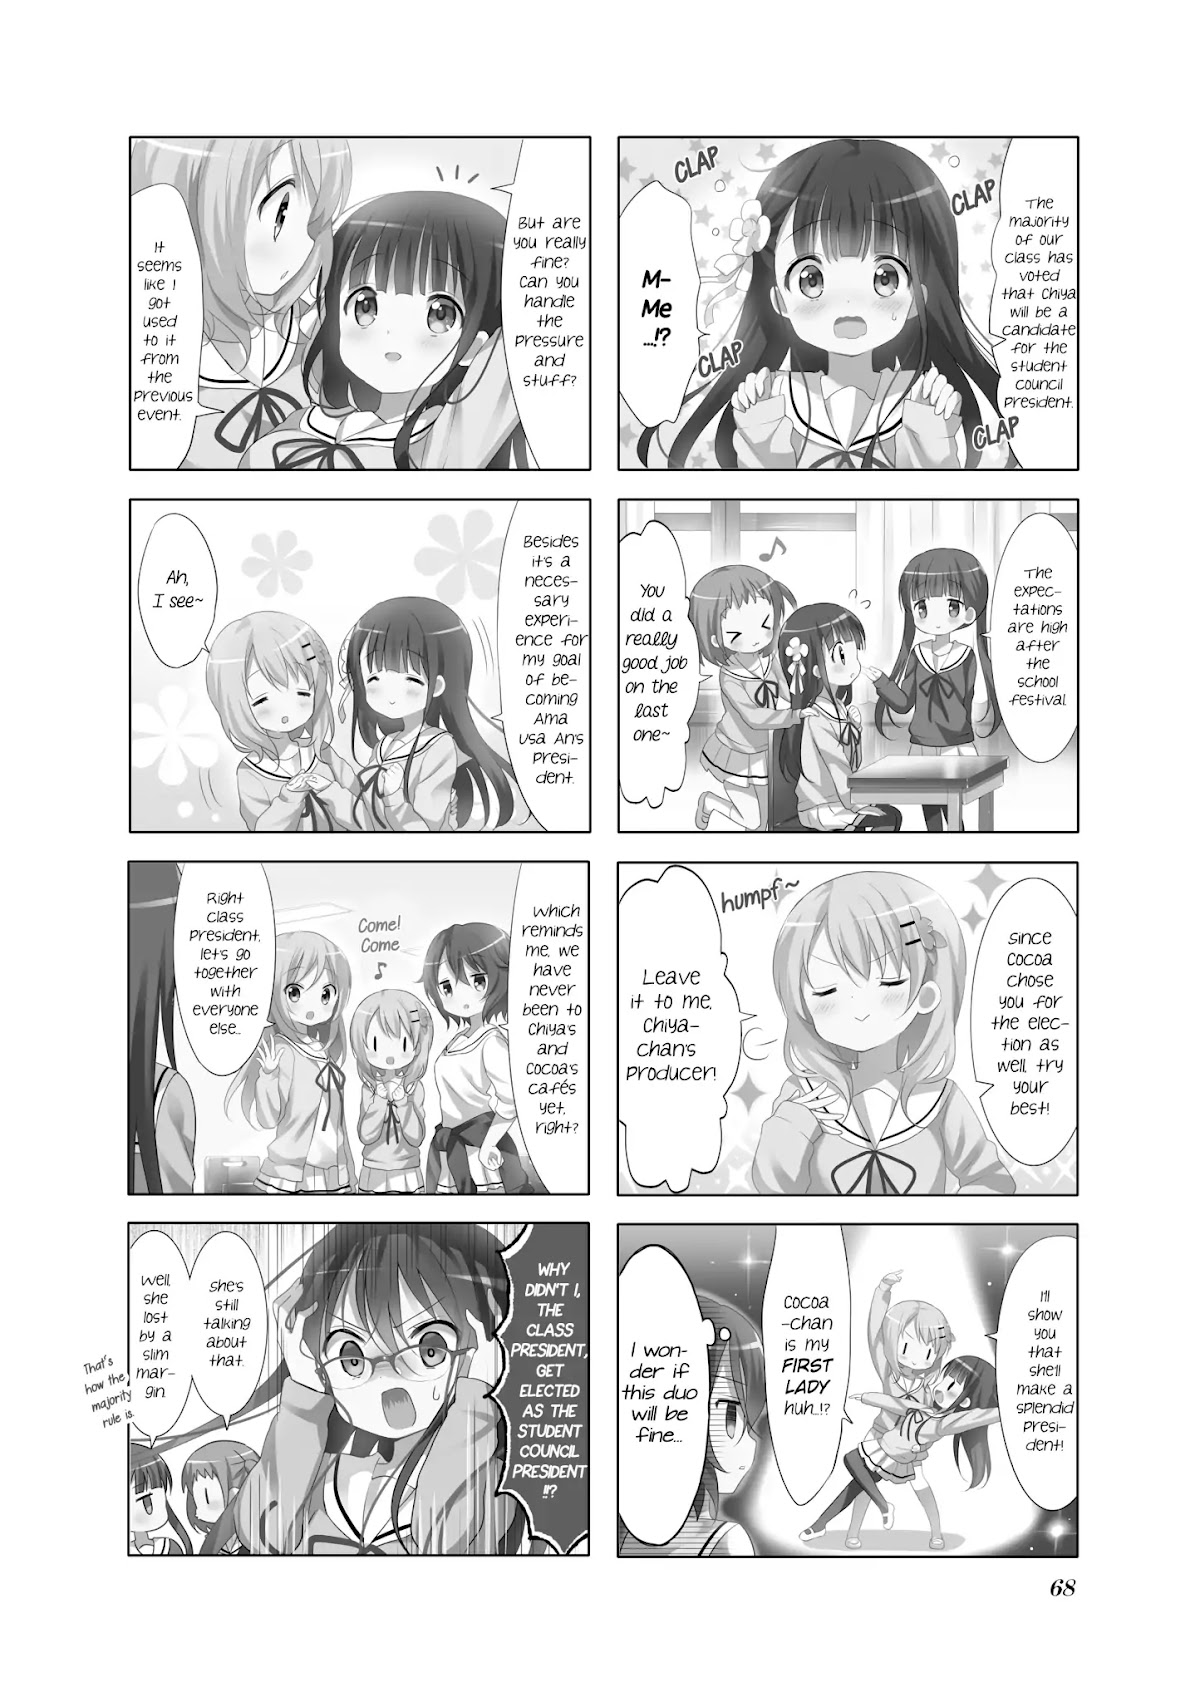 The
majority
of our
class has
voted
that Chiya
will be a
candidate
for the
student
council
president.
CLAP
CLAP
CLAP
CLAP
M-
Me
...!?
The
expec-
tations
are high
after
the
school
festival.
You
did a
really
good job
on the
last
one~
Since
Cocoa
chose
you for
the elec-
tion as
well, try
your
best!
humpf~
Leave
it to me,
Chiya-
chan's
producer!
I'll
show
you
that
she'll
make a
splendid
presi-
dent!
Cocoa
-chan
is my
FIRST
LADY
huh...!?
I won-
der if
this duo
will be
fine...
But are
you really
fine?
Can you
handle
the
pressure
and
stuff?
It
seems
like I
got
used
to it
from
the
previous
event.
Besides
it's a
neces-
sary
experi-
ence for
my goal
of be-
coming
Ama
Usa An's
presi-
dent.
Ah,
I see~
Which
reminds
me, we
have
never
been to
Chiya's
and
Cocoa's
cafés
yet,
right?
Come!
Come
Right
class
president,
let's go
together
with
everyone
else...
WHY
DIDN'T I,
THE
CLASS
PRESIDENT,
GET
ELECTED
AS THE
STUDENT
COUNCIL
PRESIDENT
!!?
She's
still
talking
about
that.
Well,
she
lost
by a
slim
mar-
gin.
That's
how the
majority
rule is.
68